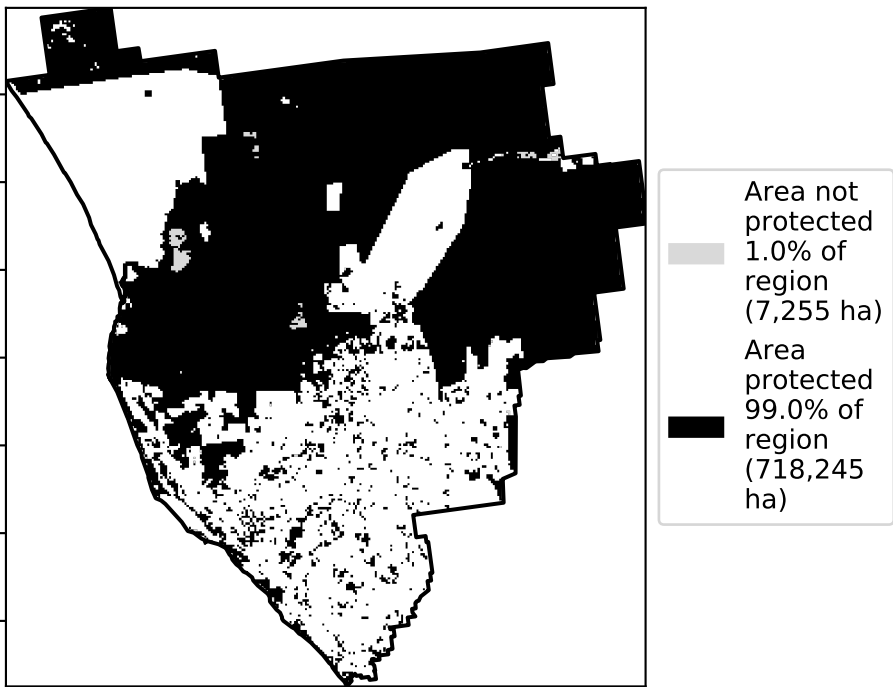 Area not
protected
1.0% of
region
(7,255 ha)
Area
protected
99.0% of
region
(718,245
ha)